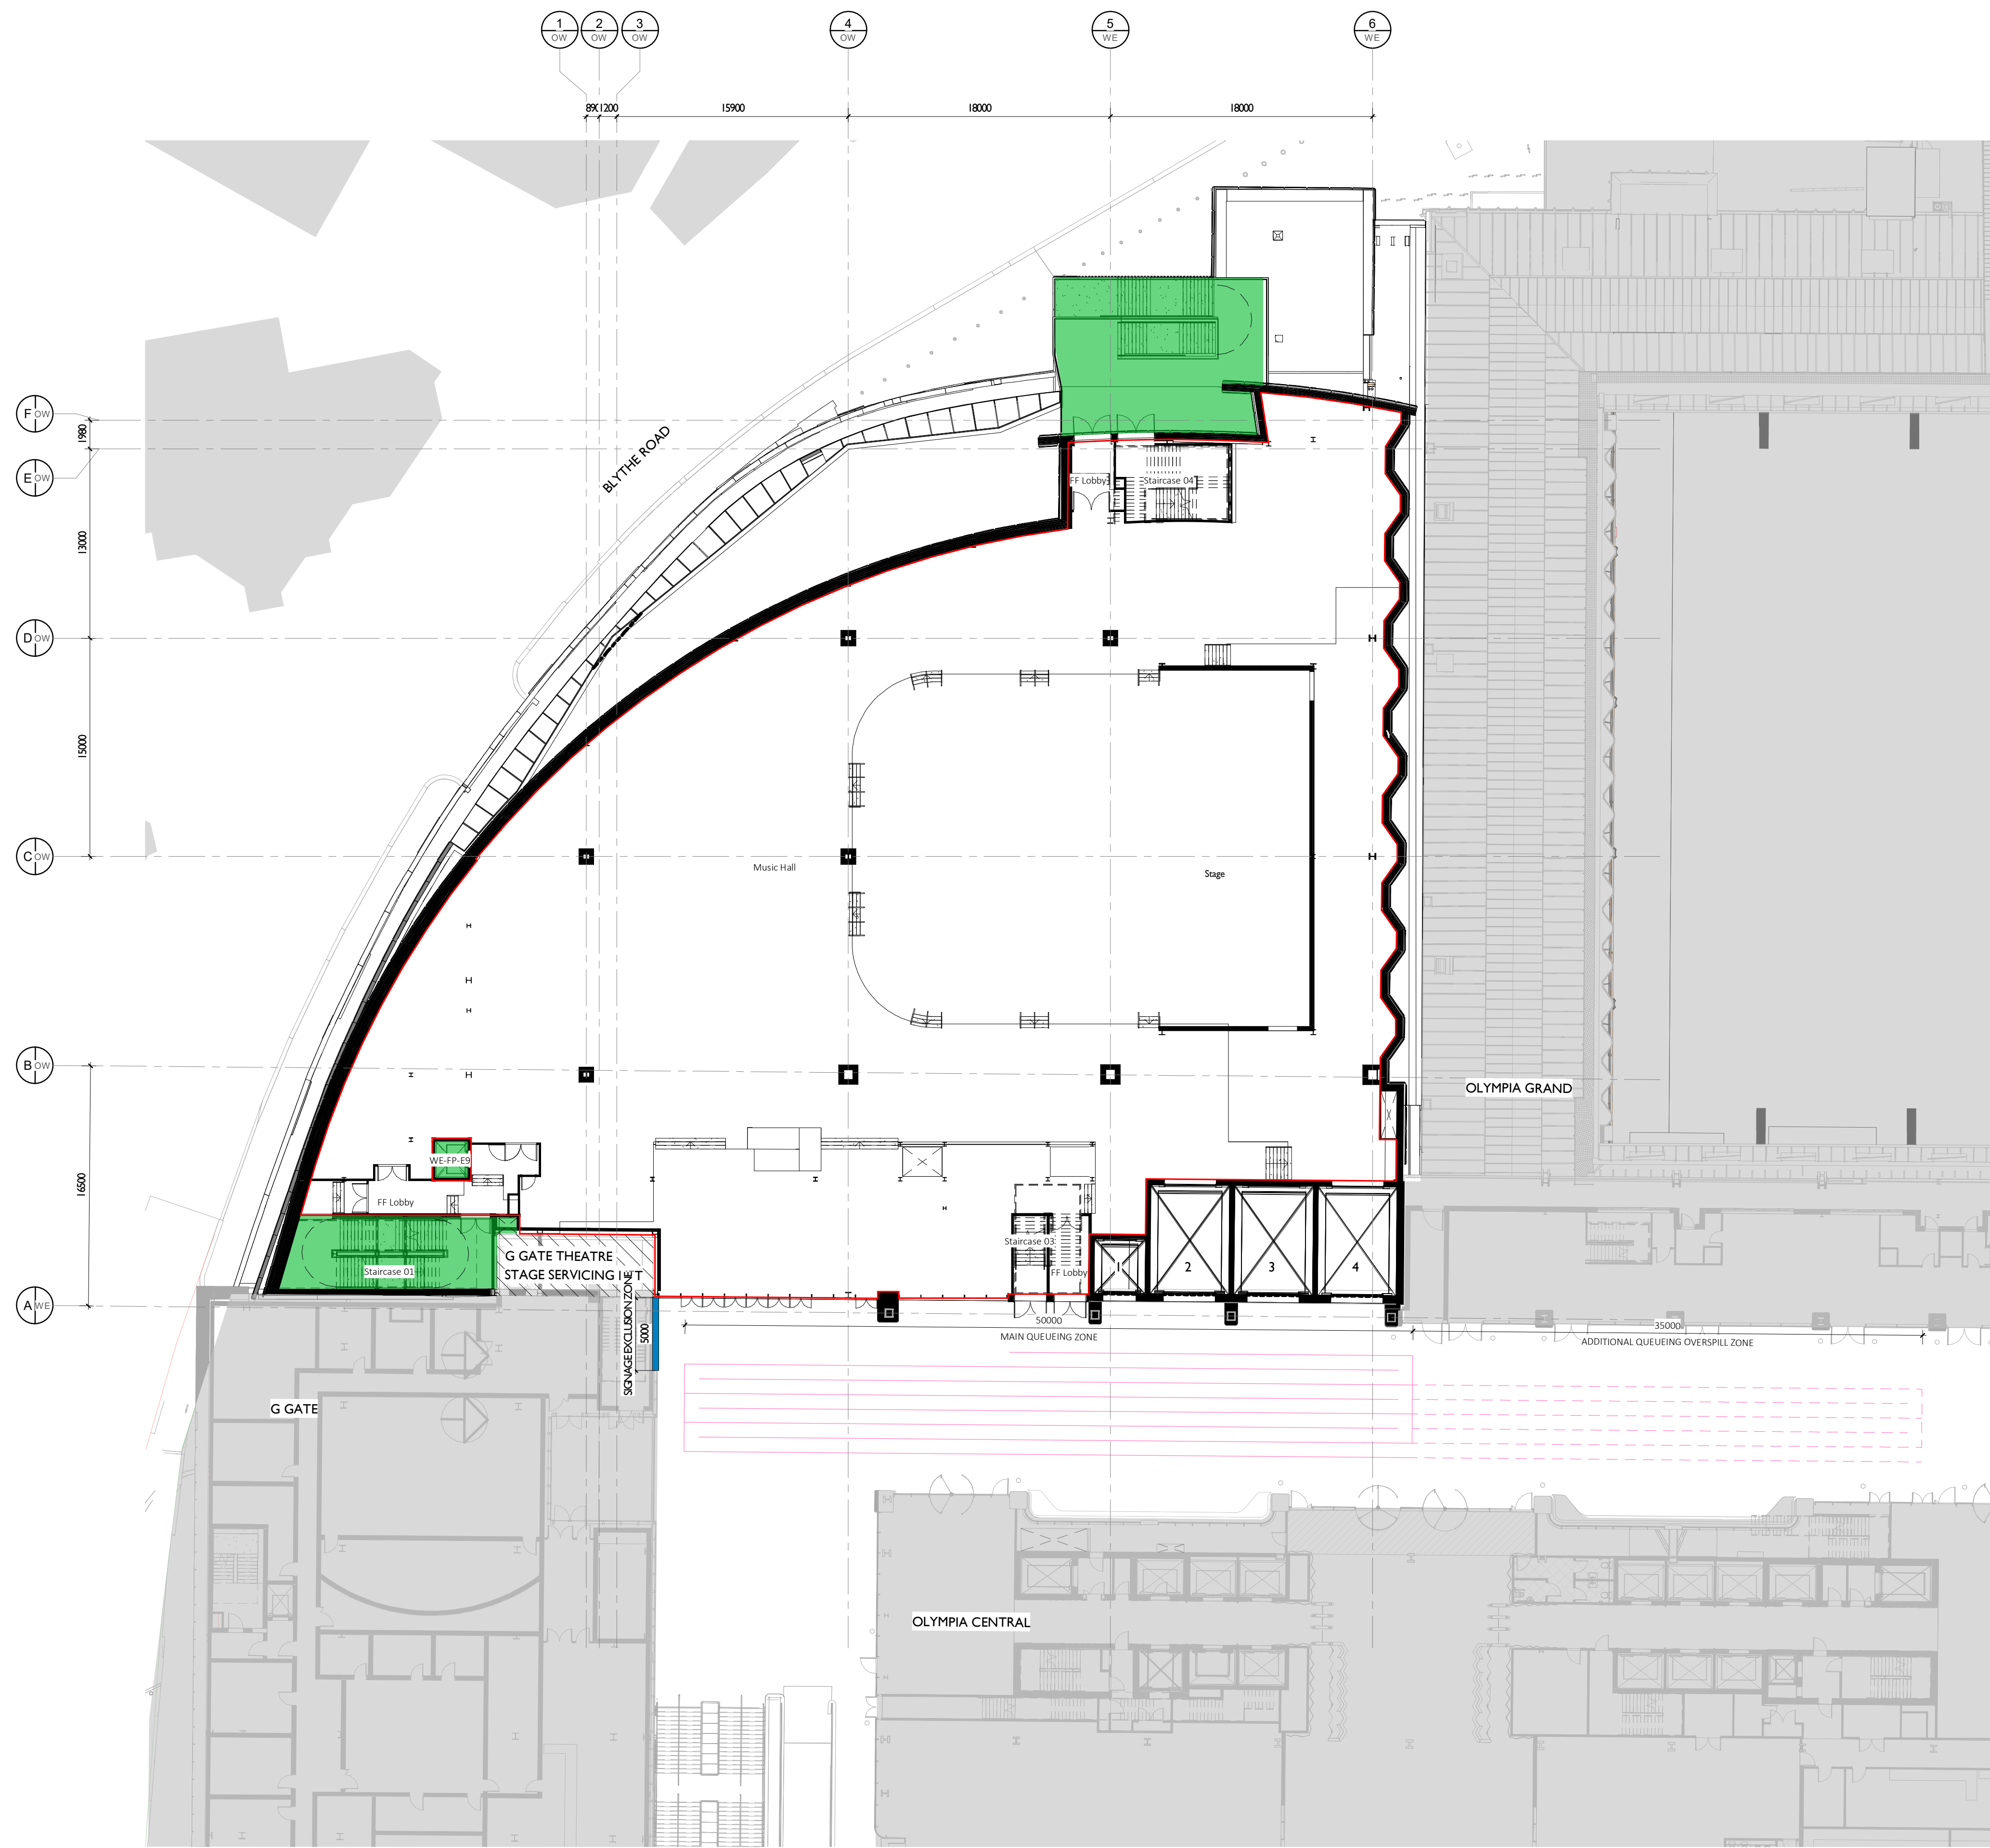 1 2 3 4 5 6
OW OW OW OW WE WE
1200 15900 18000 18000
F OW
1980
E OW
BLYTHE ROAD
FF Lobby Staircase 04
13000
D OW
15000
C OW
Music Hall
Stage
B OW
OLYMPIA GRAND
WE-FP-E9
16500
FF Lobby
Staircase 03
G GATE THEATRE
STAGE SERVICING LIFT
Staircase 01
FF Lobby
1 2 3 4
A WE
SIGNAGE EXCLUSION ZONE
5000
50000
MAIN QUEUEING ZONE
35000
ADDITIONAL QUEUEING OVERSPILL ZONE
G GATE
OLYMPIA CENTRAL